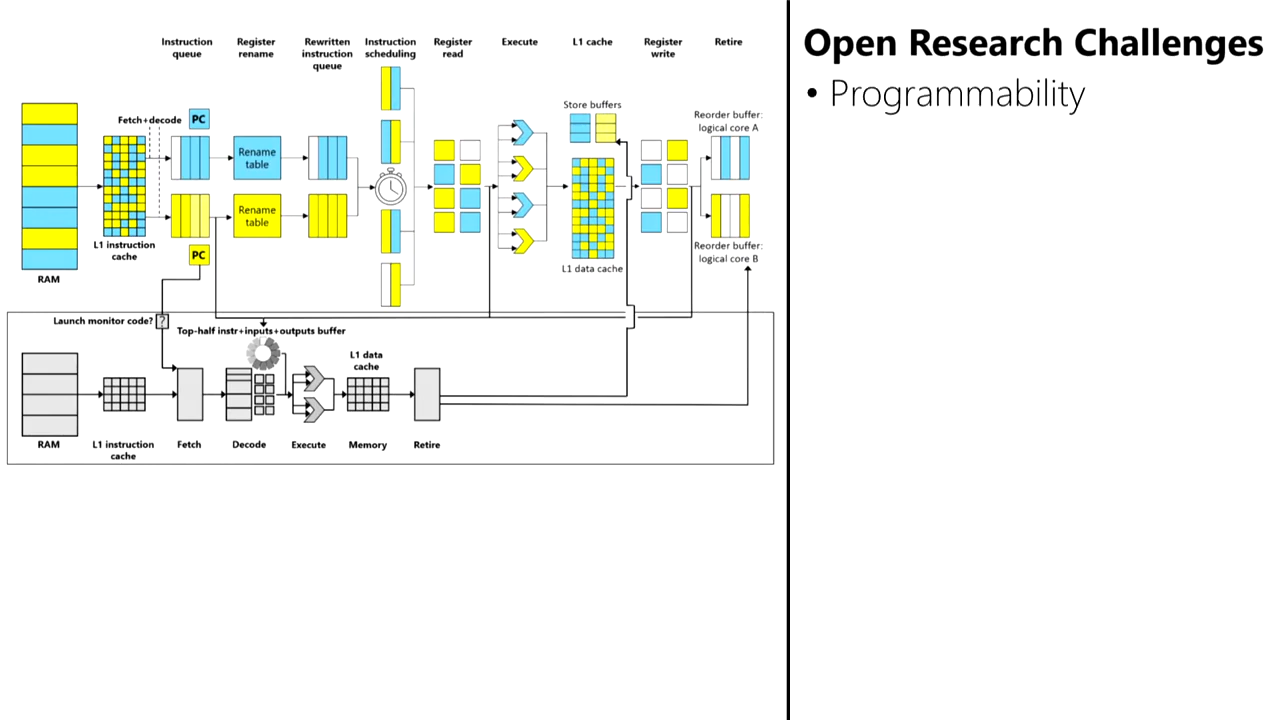 Open Research Challenges
• Programmability
Instruction
queue
Register
rename
Rewritten
instruction
queue
Instruction
scheduling
Register
read
Execute
L1 cache
Register
write
Retire
Fetch+decode
PC
Rename
table
Rename
table
PC
L1 instruction
cache
RAM
Store buffers
L1 data cache
Reorder buffer:
logical core A
Reorder buffer:
logical core B
Launch monitor code?
?
Top-half instr+inputs+outputs buffer
L1 data
cache
RAM
L1 instruction
cache
Fetch
Decode
Execute
Memory
Retire